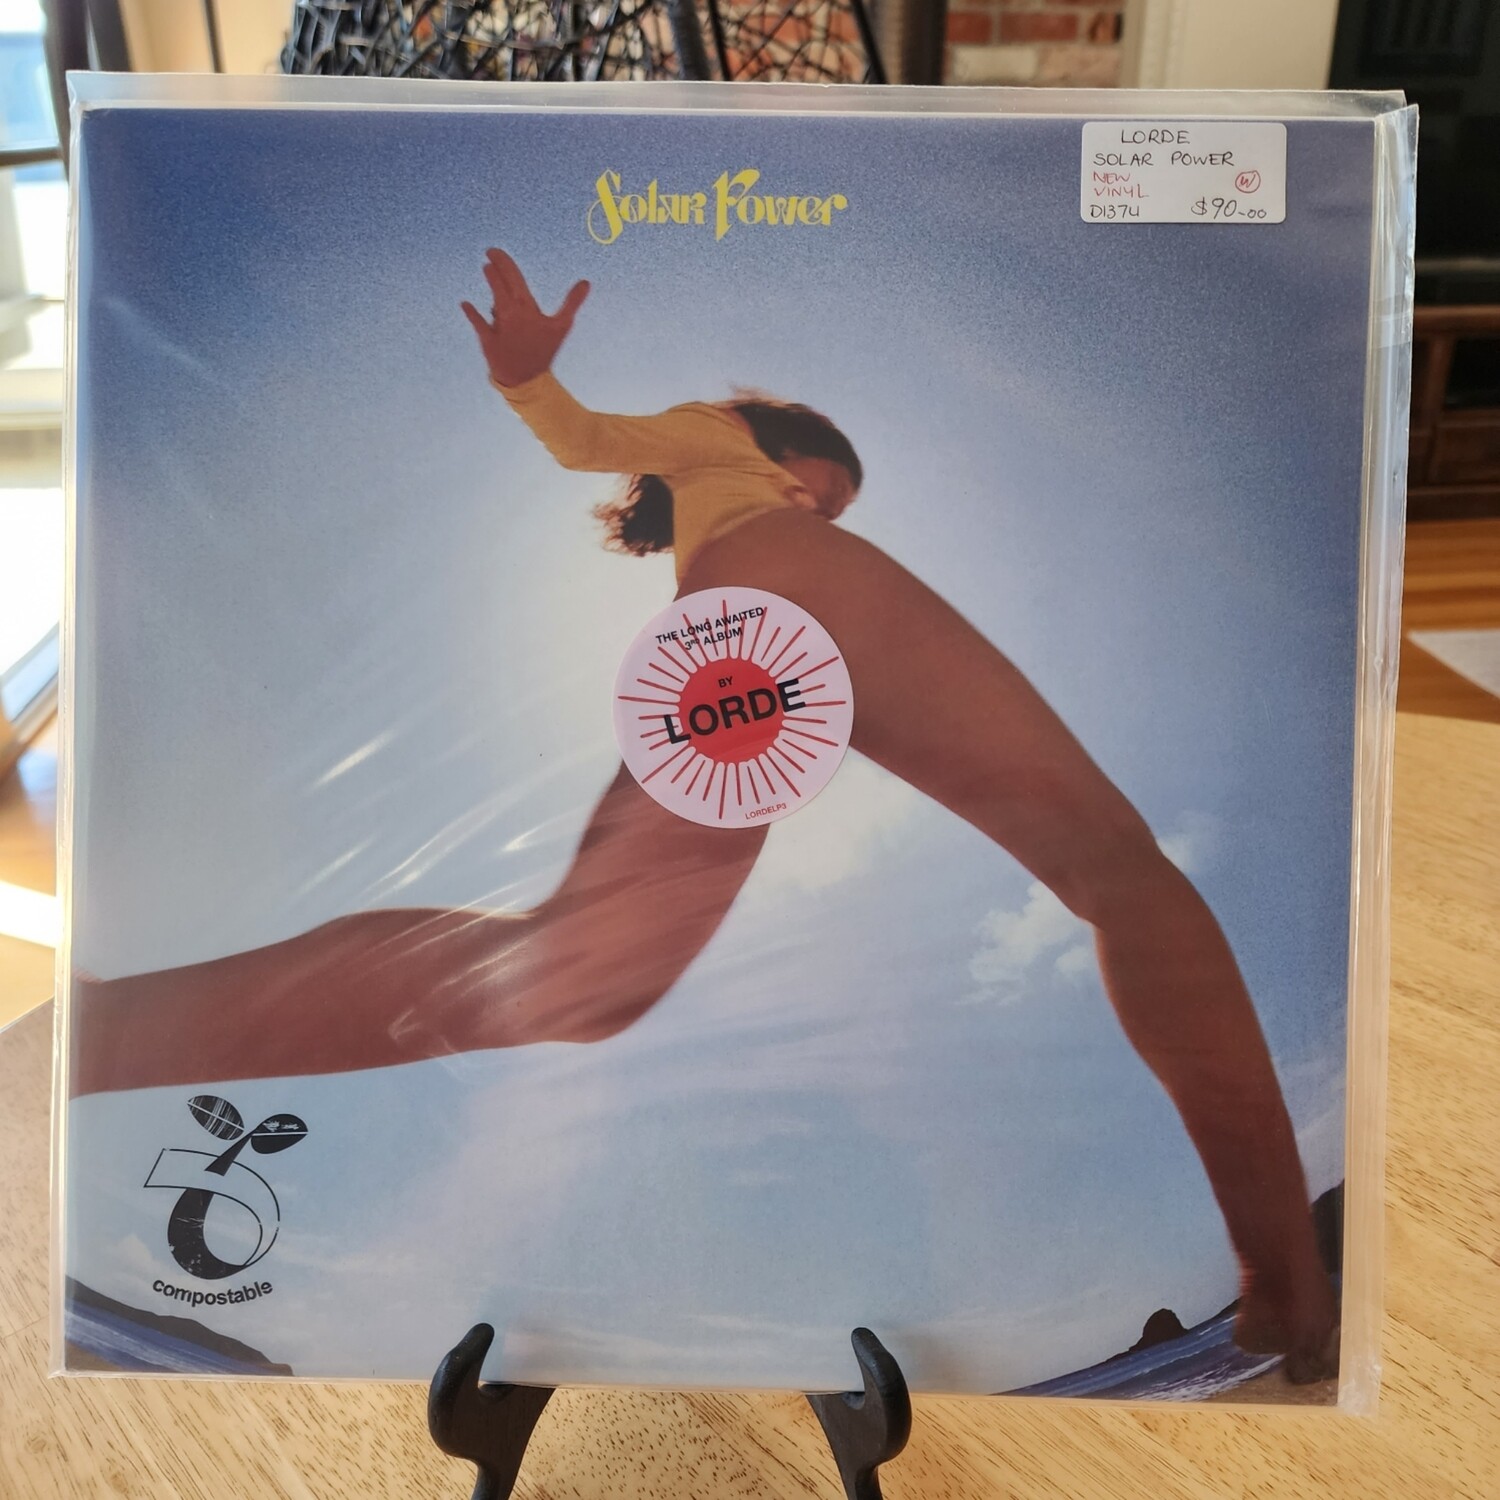 LORDE
SOLAR POWER
NEW
VINYL
W
D1374
$90-00
Solar Power
THE LONG AWAITED
3RD ALBUM
BY
LORDE
LORDELP3
compostable